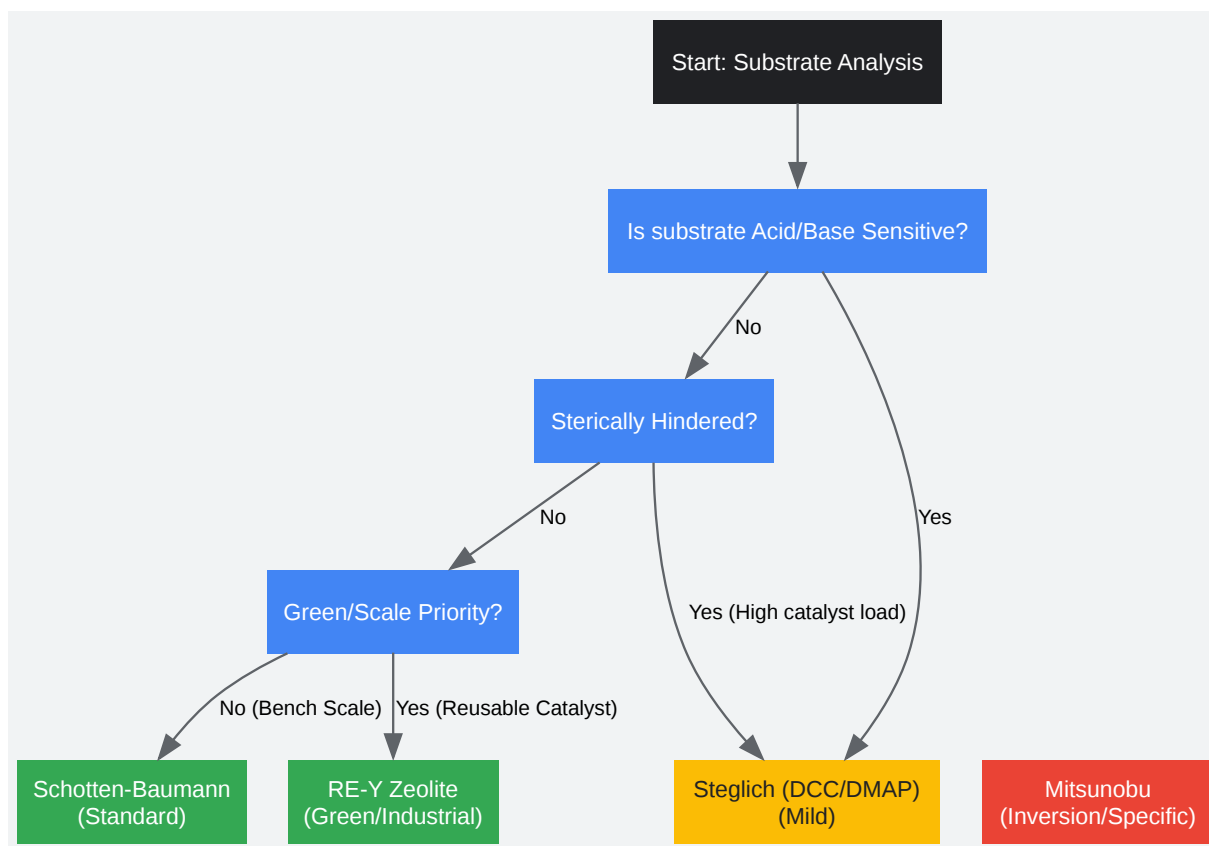 Start: Substrate Analysis
Is substrate Acid/Base Sensitive?
No
Sterically Hindered?
No
Yes
Yes (High catalyst load)
Green/Scale Priority?
No (Bench Scale)
Yes (Reusable Catalyst)
Schotten-Baumann
(Standard)
RE-Y Zeolite
(Green/Industrial)
Steglich (DCC/DMAP)
(Mild)
Mitsunobu
(Inversion/Specific)